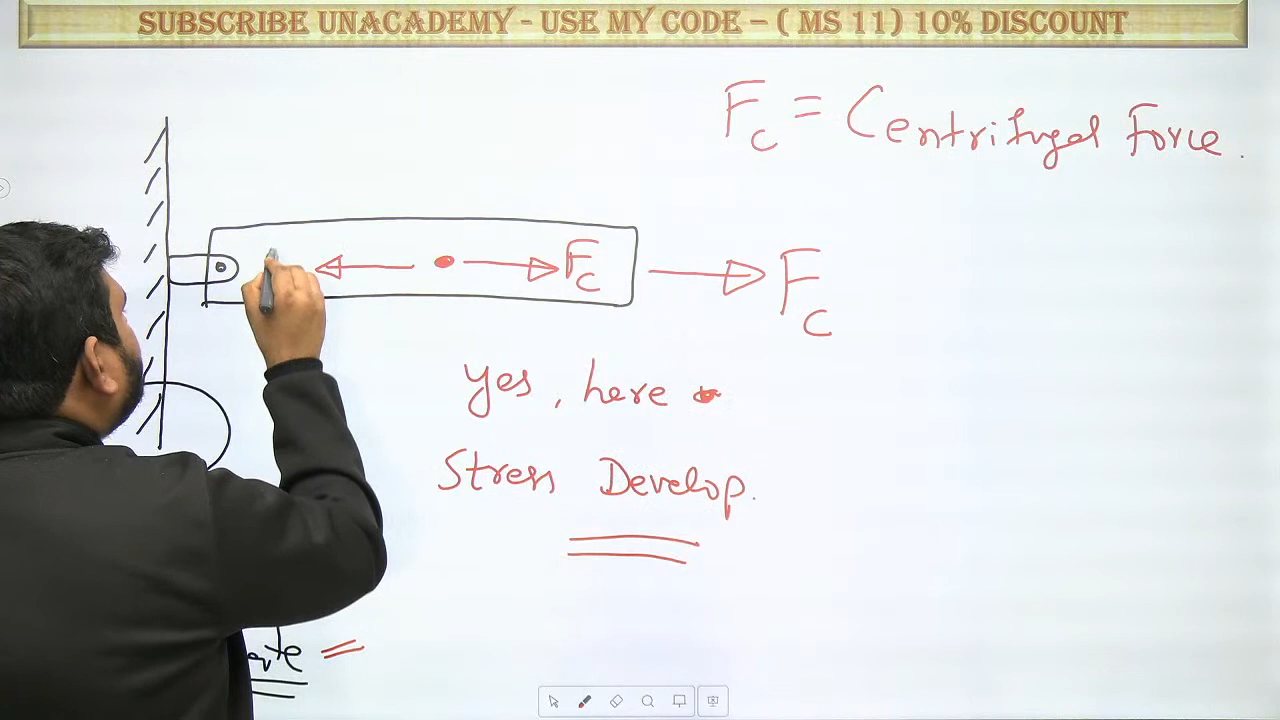 SUBSCRIBE UNACADEMY - USE MY CODE – ( MS 11) 10% DISCOUNT
Fc = Centrifugal Force.
Fc
Fc
yes, here
Stress Develop.